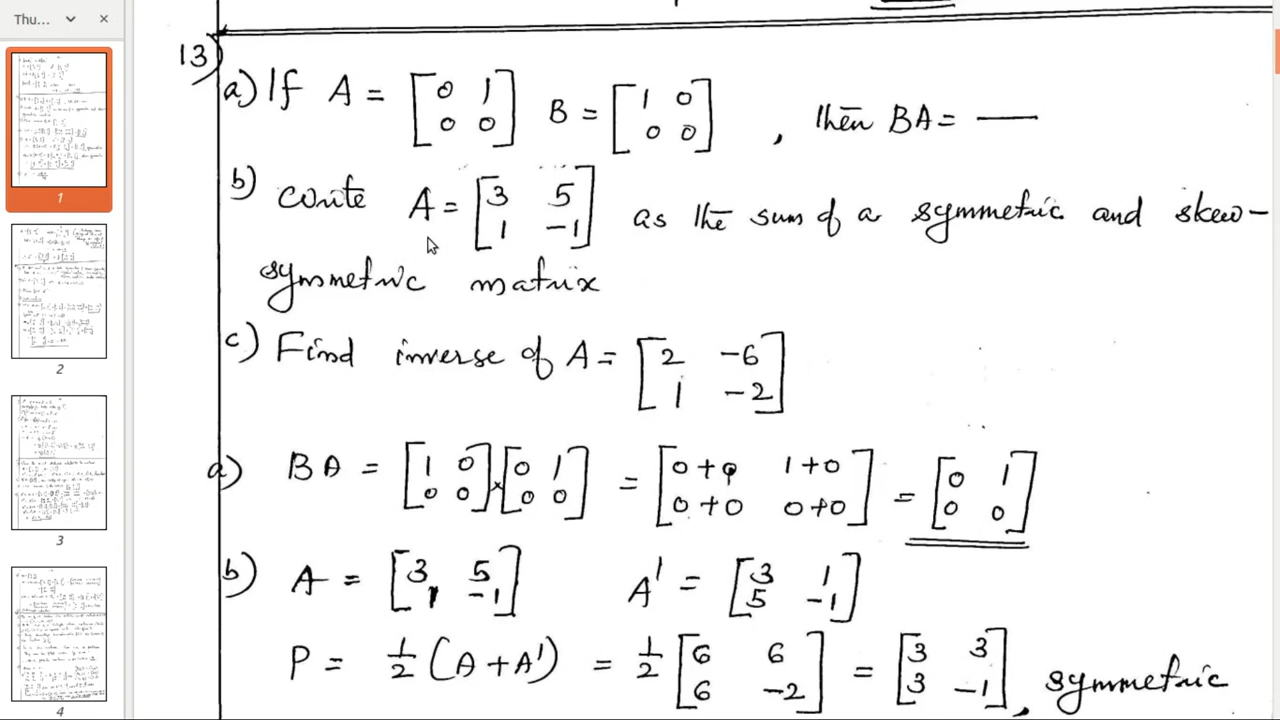 Thu...
1
2
3
4
13)
a) If A = [0 1; 0 0] B = [1 0; 0 0] , then BA = —
b) write A = [3 5; 1 -1] as the sum of a symmetric and skew-
symmetric matrix
c) Find inverse of A = [2 -6; 1 -2]
a) BA = [1 0; 0 0] × [0 1; 0 0] = [0+0 1+0; 0+0 0+0] = [0 1; 0 0]
b) A = [3 5; 1 -1] A' = [3 1; 5 -1]
P = 1/2 (A + A') = 1/2 [6 6; 6 -2] = [3 3; 3 -1], symmetric